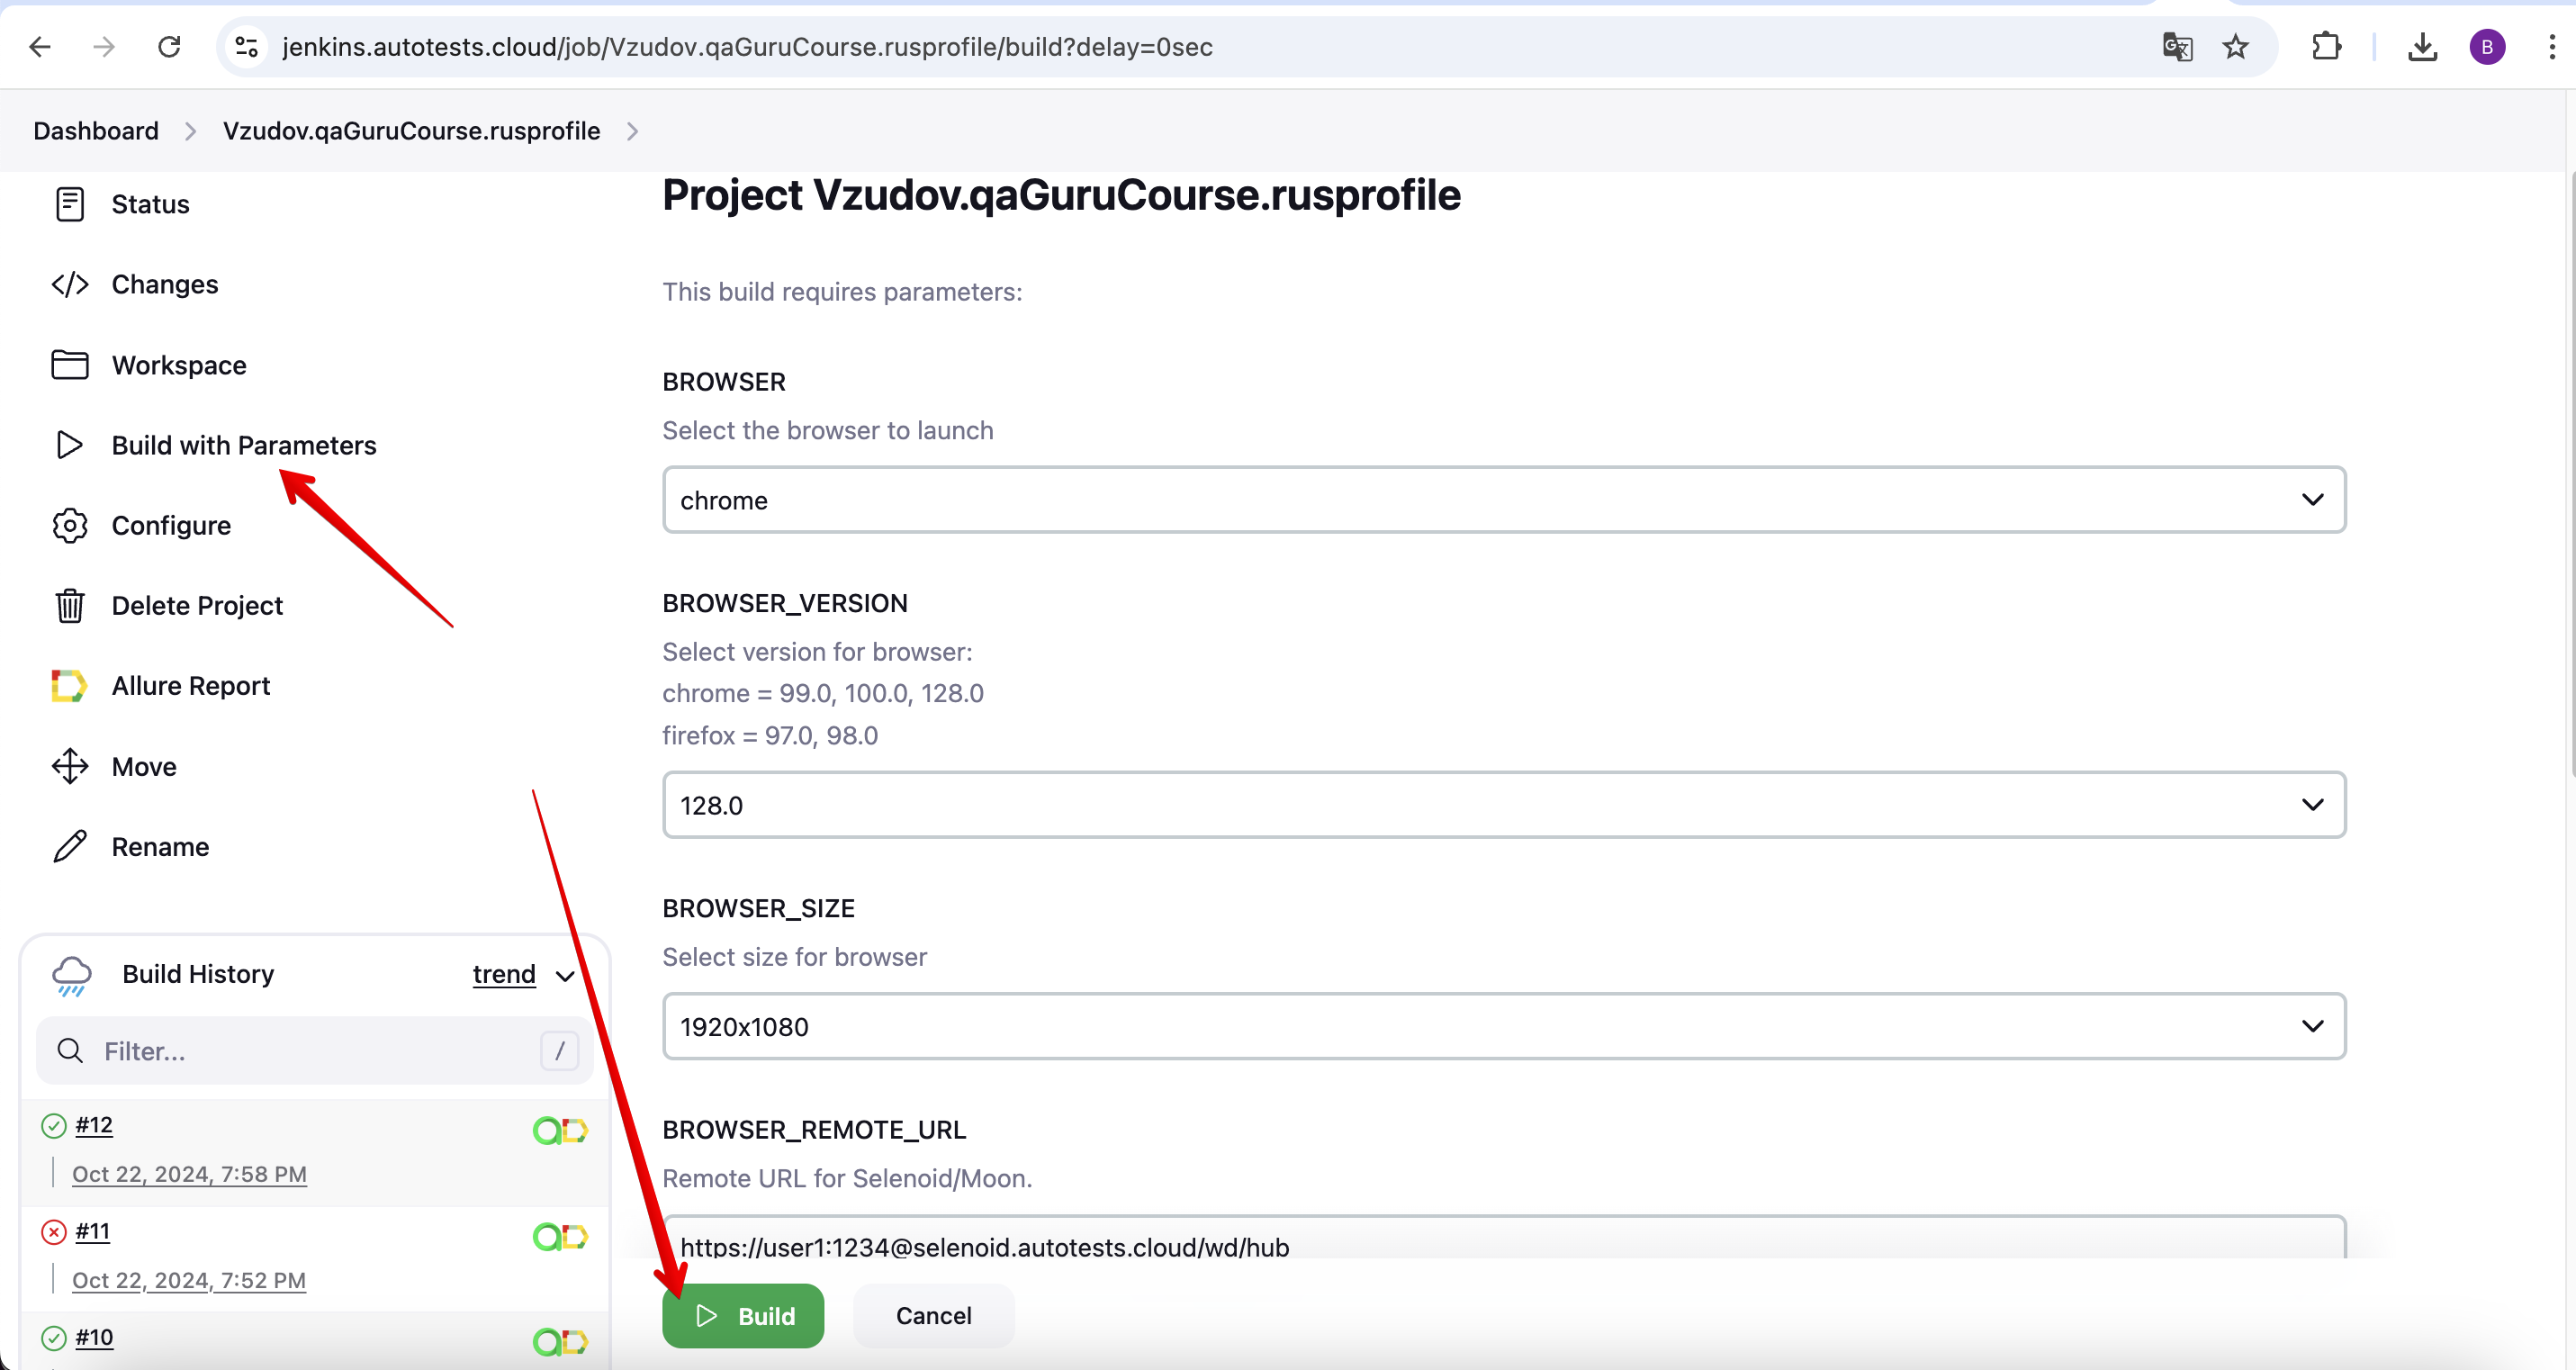 jenkins.autotests.cloud/job/Vzudov.qaGuruCourse.rusprofile/build?delay=0sec
B
Dashboard
Vzudov.qaGuruCourse.rusprofile
Status
Changes
Workspace
Build with Parameters
Configure
Delete Project
Allure Report
Move
Rename
Build History
trend
Filter...
/
#12
Oct 22, 2024, 7:58 PM
#11
Oct 22, 2024, 7:52 PM
#10
Project Vzudov.qaGuruCourse.rusprofile
This build requires parameters:
BROWSER
Select the browser to launch
chrome
BROWSER_VERSION
Select version for browser:
chrome = 99.0, 100.0, 128.0
firefox = 97.0, 98.0
128.0
BROWSER_SIZE
Select size for browser
1920x1080
BROWSER_REMOTE_URL
Remote URL for Selenoid/Moon.
https://user1:1234@selenoid.autotests.cloud/wd/hub
Build
Cancel